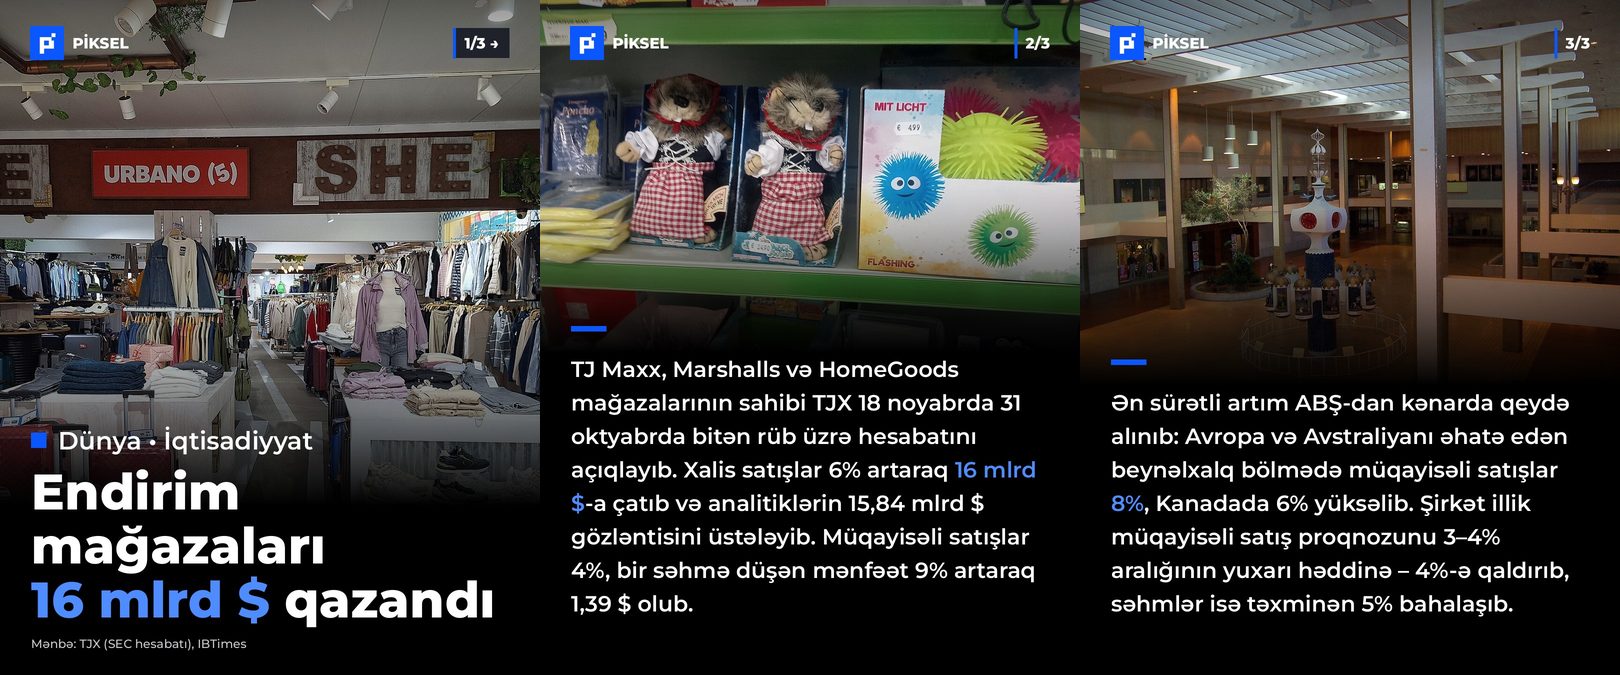 PİKSEL
1/3 →
E
URBANO (5)
SHE
Dünya • İqtisadiyyat
Endirim
mağazaları
16 mlrd $ qazandı
Mənbə: TJX (SEC hesabatı), IBTimes
PİKSEL
2/3
Poncho
MIT LICHT
€ 4,99
FLASHING
TJ Maxx, Marshalls və HomeGoods
mağazalarının sahibi TJX 18 noyabrda 31
oktyabrda bitən rüb üzrə hesabatını
açıqlayıb. Xalis satışlar 6% artaraq 16 mlrd
$-a çatıb və analitiklərin 15,84 mlrd $
gözləntisini üstələyib. Müqayisəli satışlar
4%, bir səhmə düşən mənfəət 9% artaraq
1,39 $ olub.
PİKSEL
3/3
Ən sürətli artım ABŞ-dan kənarda qeydə
alınıb: Avropa və Avstraliyanı əhatə edən
beynəlxalq bölmədə müqayisəli satışlar
8%, Kanadada 6% yüksəlib. Şirkət illik
müqayisəli satış proqnozunu 3–4%
aralığının yuxarı həddinə – 4%-ə qaldırıb,
səhmlər isə təxminən 5% bahalaşıb.